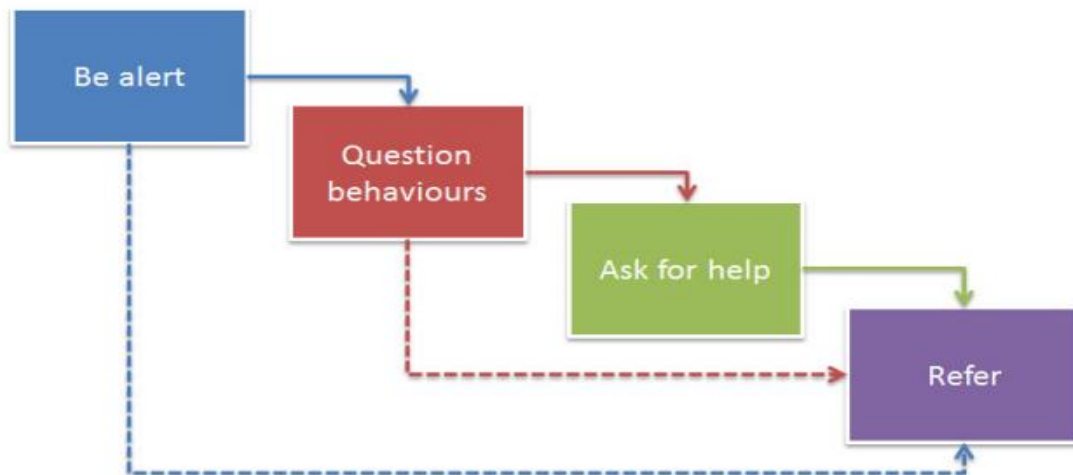 Be alert
Question
behaviours
Ask for help
Refer